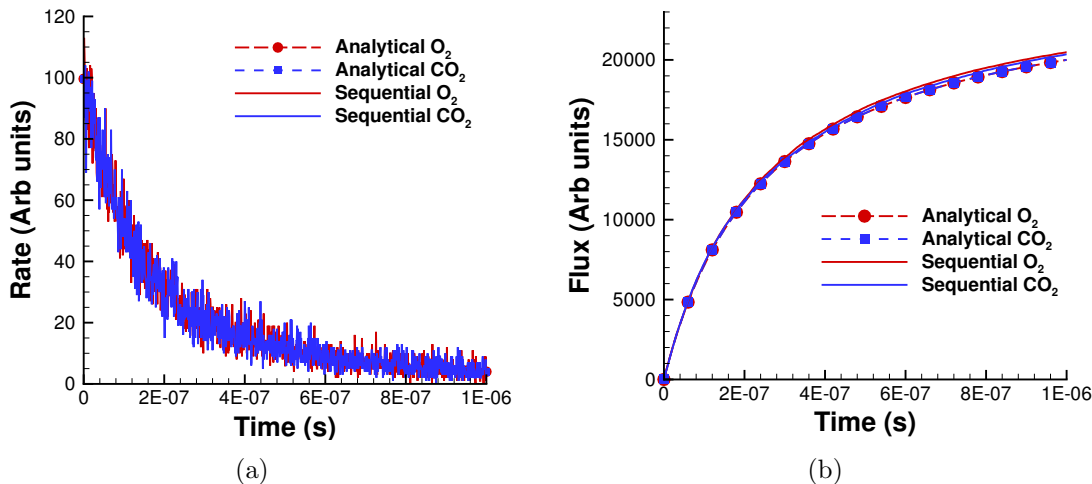 120
100
80
60
40
20
0
Rate (Arb units)
Analytical O₂
Analytical CO₂
Sequential O₂
Sequential CO₂
0 2E-07 4E-07 6E-07 8E-07 1E-06
Time (s)
(a)
20000
15000
10000
5000
0
Flux (Arb units)
Analytical O₂
Analytical CO₂
Sequential O₂
Sequential CO₂
0 2E-07 4E-07 6E-07 8E-07 1E-06
Time (s)
(b)